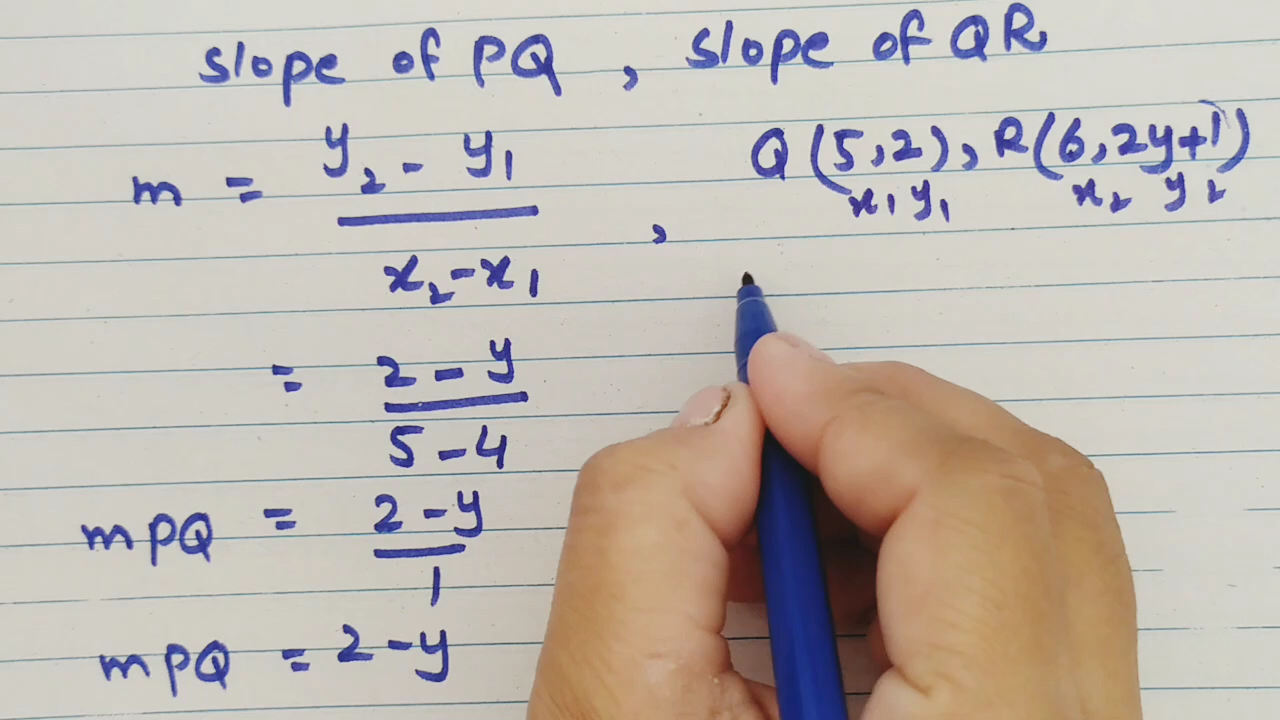 slope of PQ , slope of QR
m = y₂ - y₁ / x₂ - x₁ ,
= 2 - y / 5 - 4
mPQ = 2 - y / 1
mPQ = 2 - y
Q (5,2), R(6,2y+1)
x₁ y₁ x₂ y₂